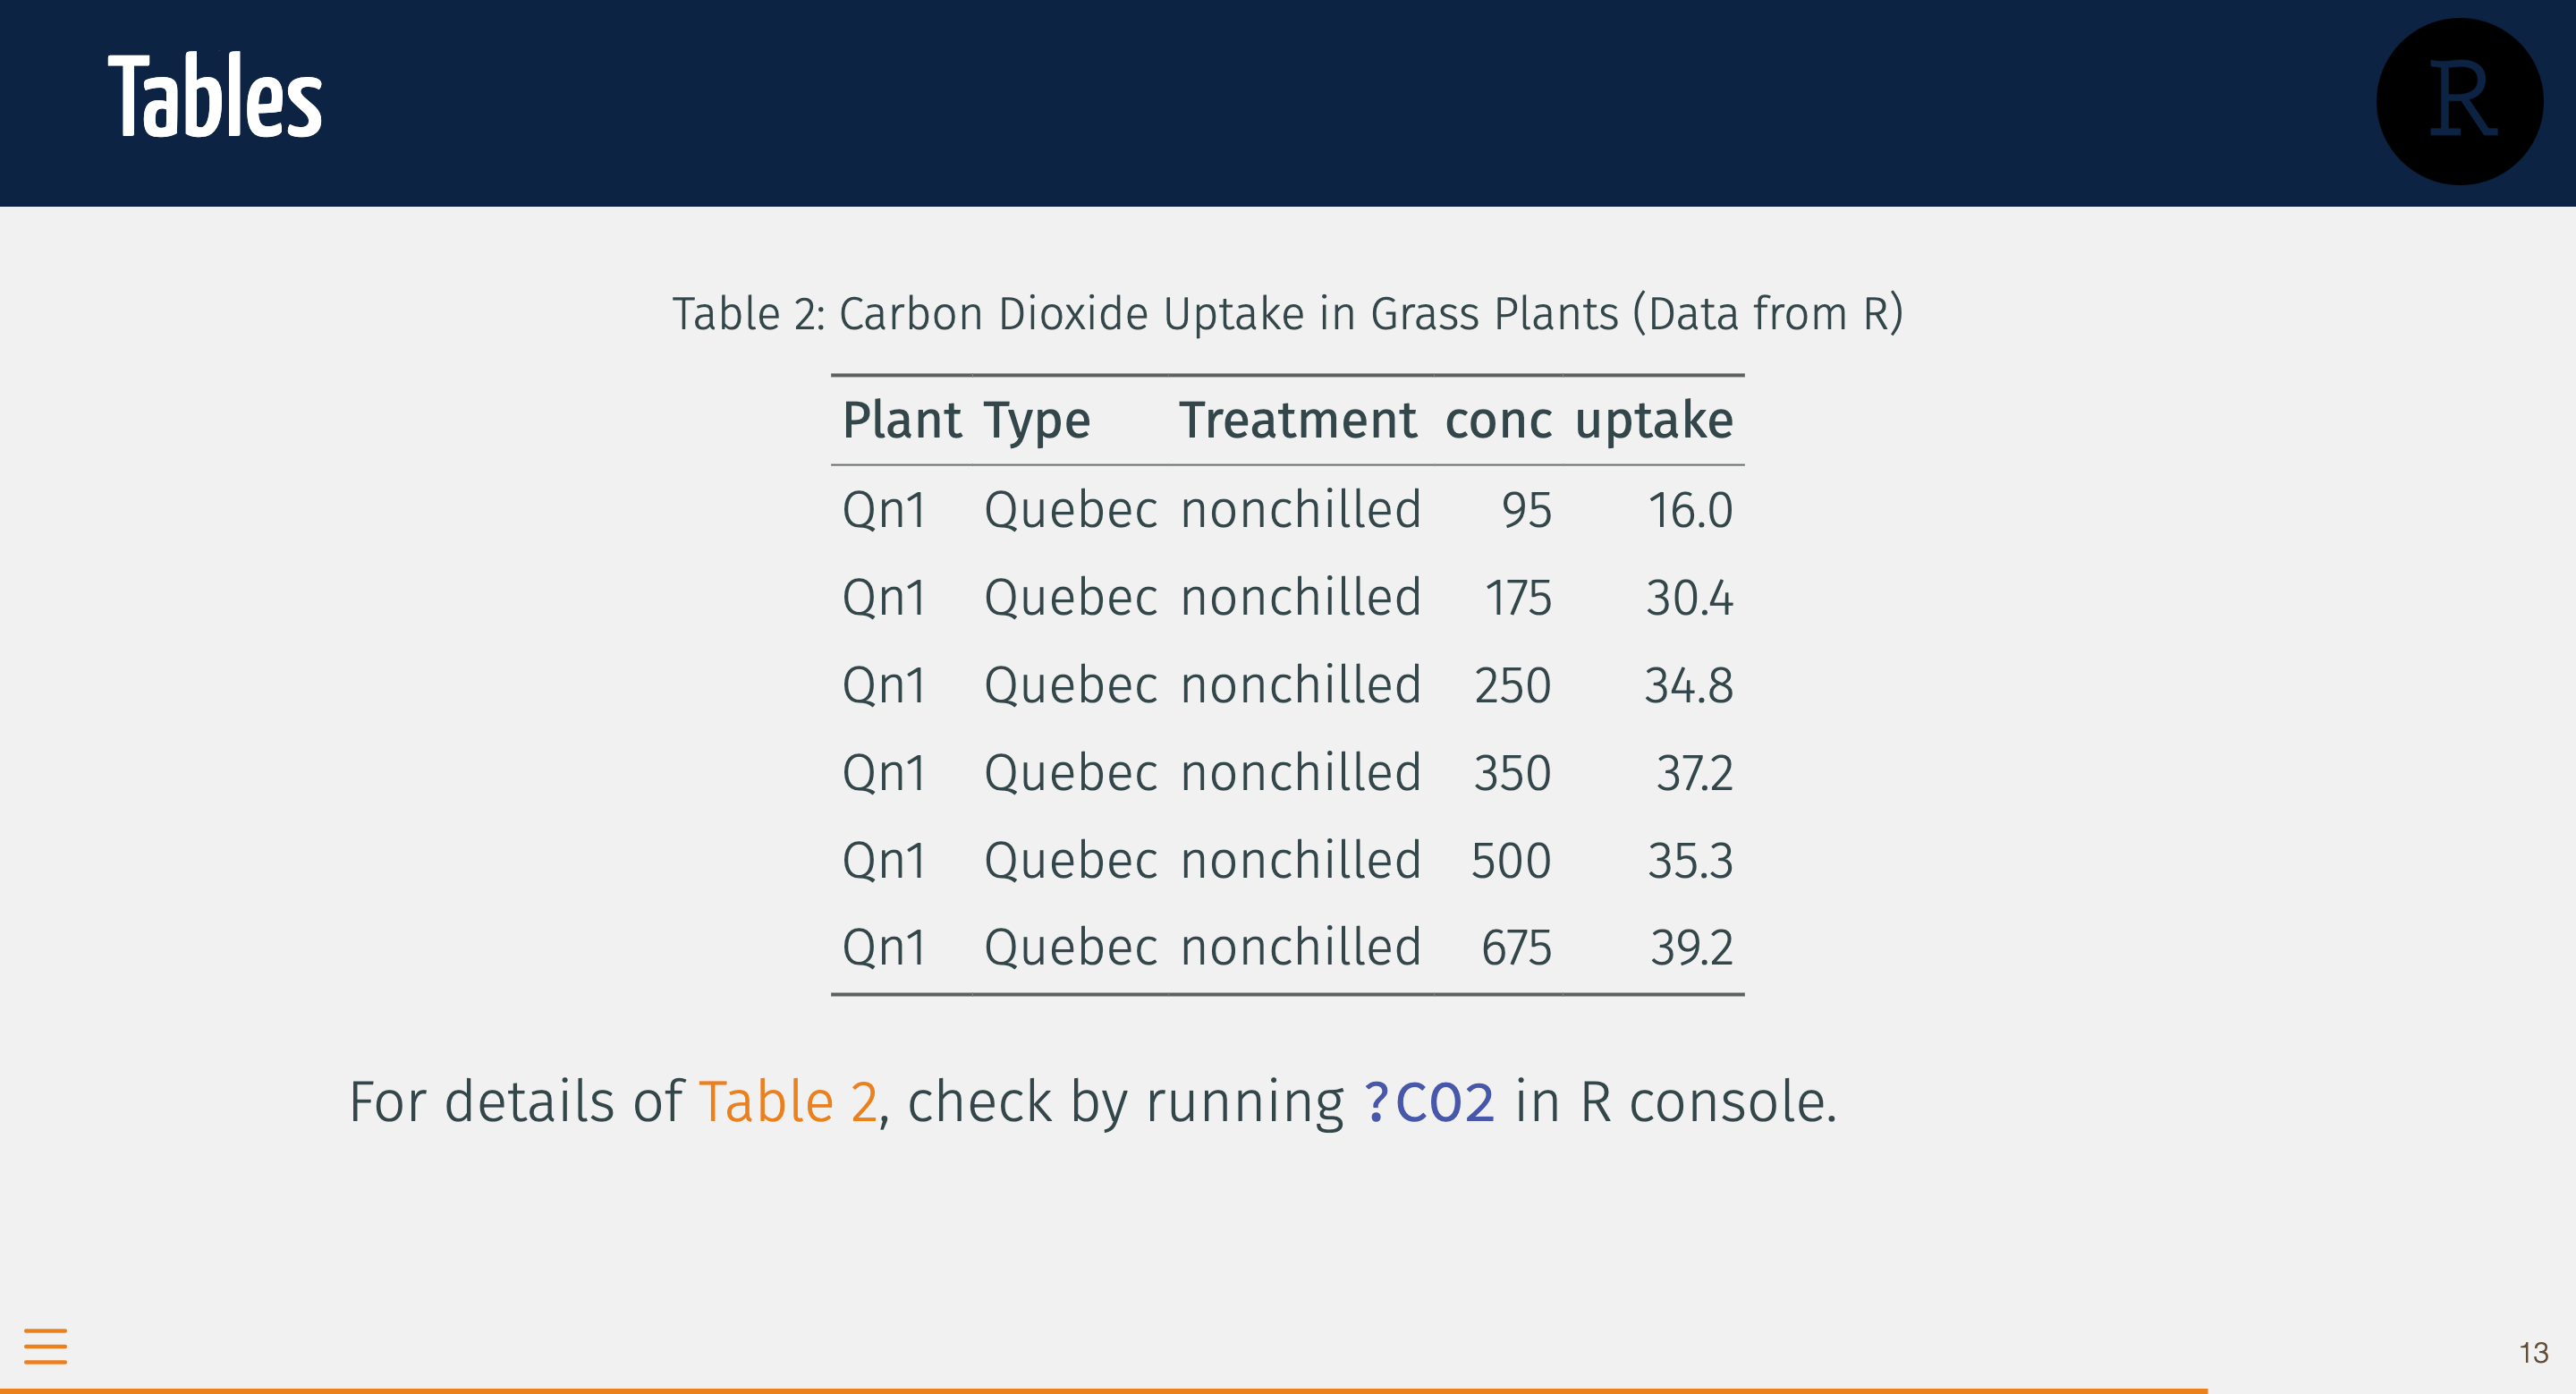 Tables
R
Table 2: Carbon Dioxide Uptake in Grass Plants (Data from R)
Plant Type Treatment conc uptake
Qn1 Quebec nonchilled 95 16.0
Qn1 Quebec nonchilled 175 30.4
Qn1 Quebec nonchilled 250 34.8
Qn1 Quebec nonchilled 350 37.2
Qn1 Quebec nonchilled 500 35.3
Qn1 Quebec nonchilled 675 39.2
For details of Table 2, check by running ?CO2 in R console.
13